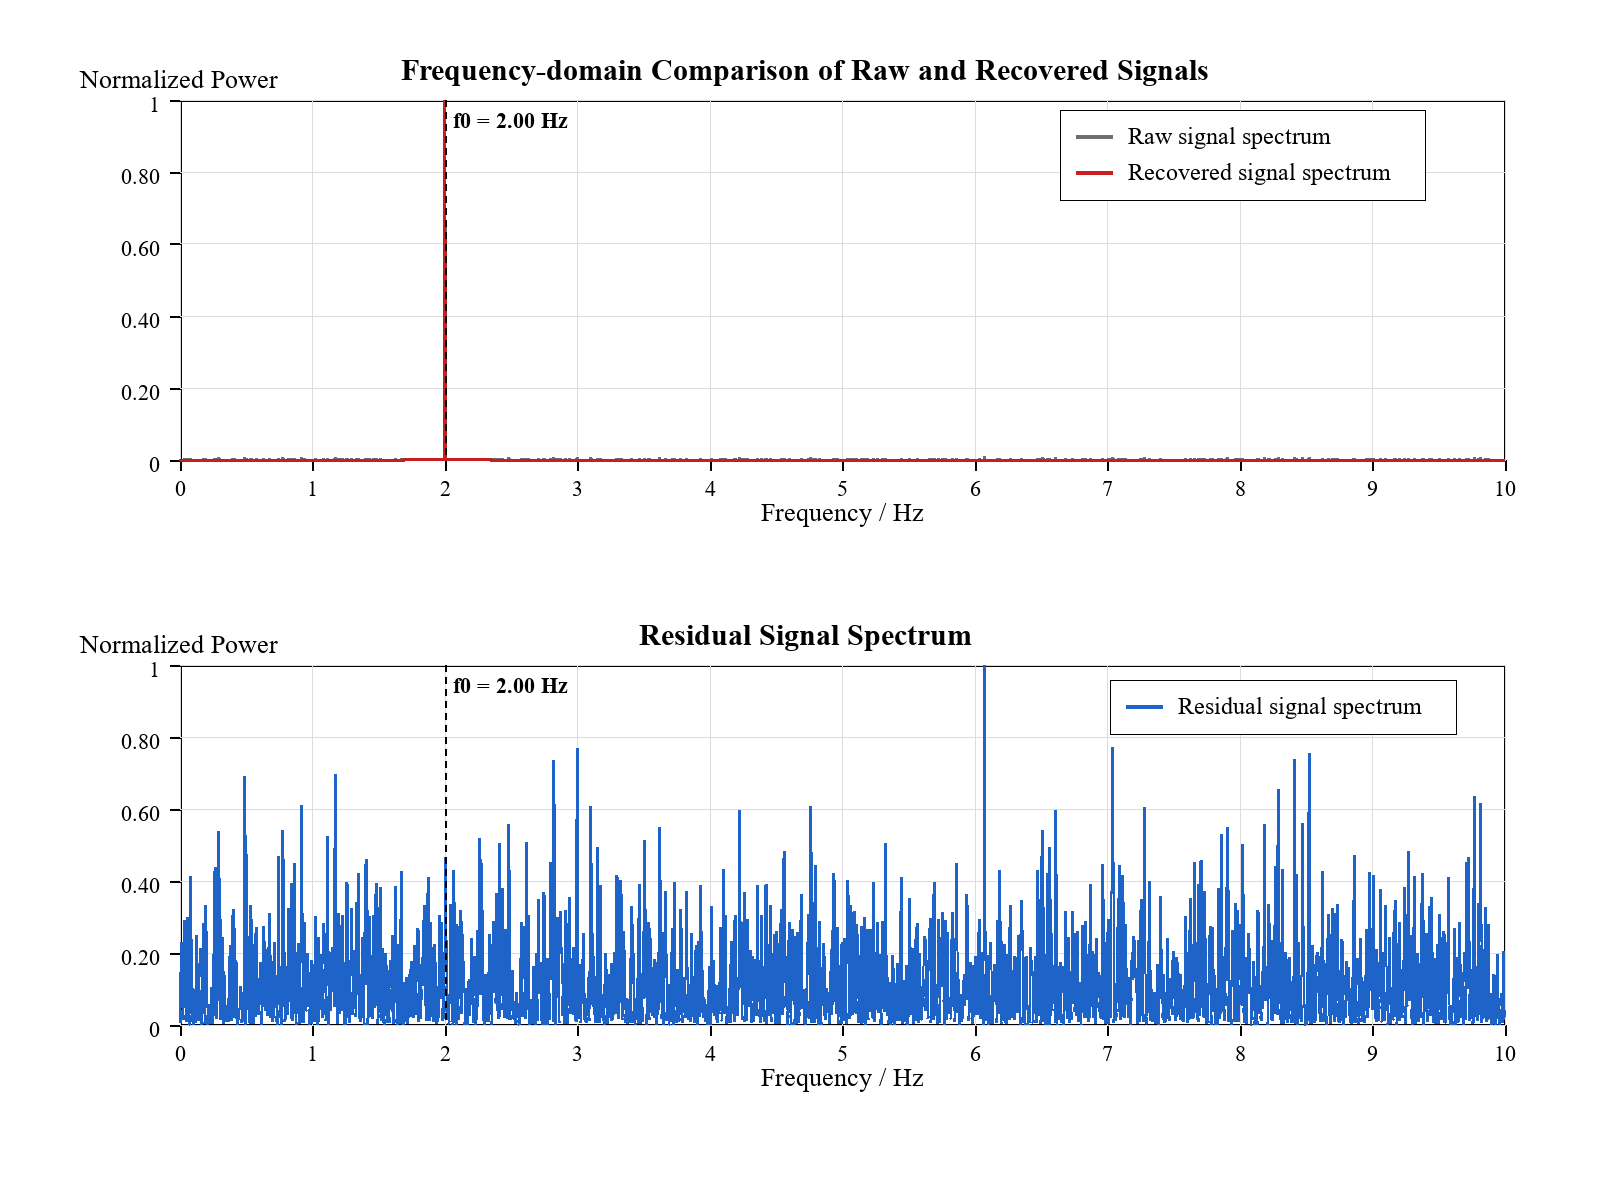 Frequency-domain Comparison of Raw and Recovered Signals
Normalized Power
f0 = 2.00 Hz
Raw signal spectrum
Recovered signal spectrum
1
0.80
0.60
0.40
0.20
0
0 1 2 3 4 5 6 7 8 9 10
Frequency / Hz
Residual Signal Spectrum
Normalized Power
f0 = 2.00 Hz
Residual signal spectrum
1
0.80
0.60
0.40
0.20
0
0 1 2 3 4 5 6 7 8 9 10
Frequency / Hz